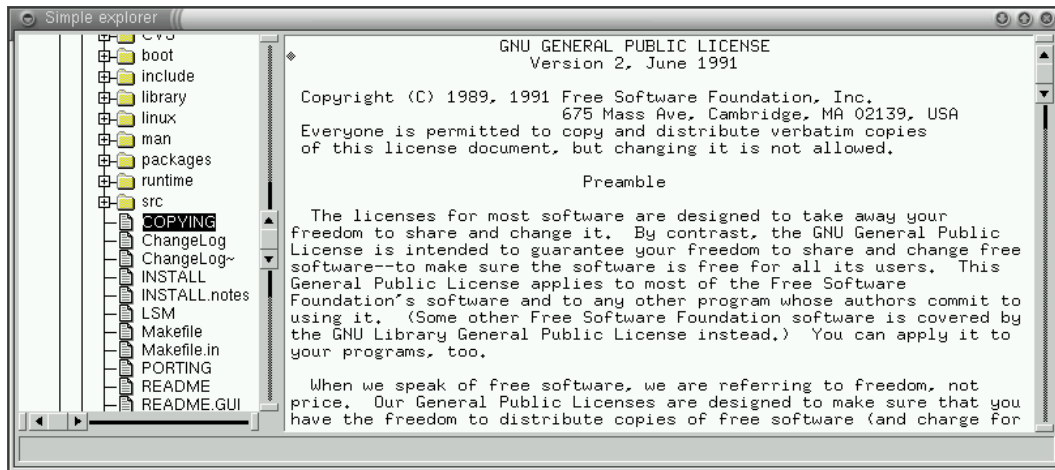 Simple explorer
CVS
boot
include
library
linux
man
packages
runtime
src
COPYING
ChangeLog
ChangeLog~
INSTALL
INSTALL.notes
LSM
Makefile
Makefile.in
PORTING
README
README.GUI
GNU GENERAL PUBLIC LICENSE
Version 2, June 1991
Copyright (C) 1989, 1991 Free Software Foundation, Inc.
675 Mass Ave, Cambridge, MA 02139, USA
Everyone is permitted to copy and distribute verbatim copies
of this license document, but changing it is not allowed.
Preamble
The licenses for most software are designed to take away your
freedom to share and change it.  By contrast, the GNU General Public
License is intended to guarantee your freedom to share and change free
software--to make sure the software is free for all its users.  This
General Public License applies to most of the Free Software
Foundation's software and to any other program whose authors commit to
using it.  (Some other Free Software Foundation software is covered by
the GNU Library General Public License instead.)  You can apply it to
your programs, too.
When we speak of free software, we are referring to freedom, not
price.  Our General Public Licenses are designed to make sure that you
have the freedom to distribute copies of free software (and charge for